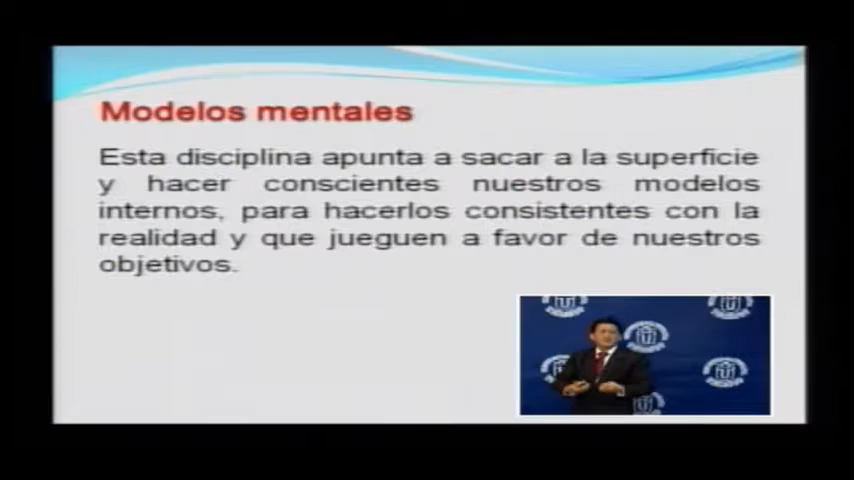 Modelos mentales
Esta disciplina apunta a sacar a la superficie
y hacer conscientes nuestros modelos
internos, para hacerlos consistentes con la
realidad y que jueguen a favor de nuestros
objetivos.